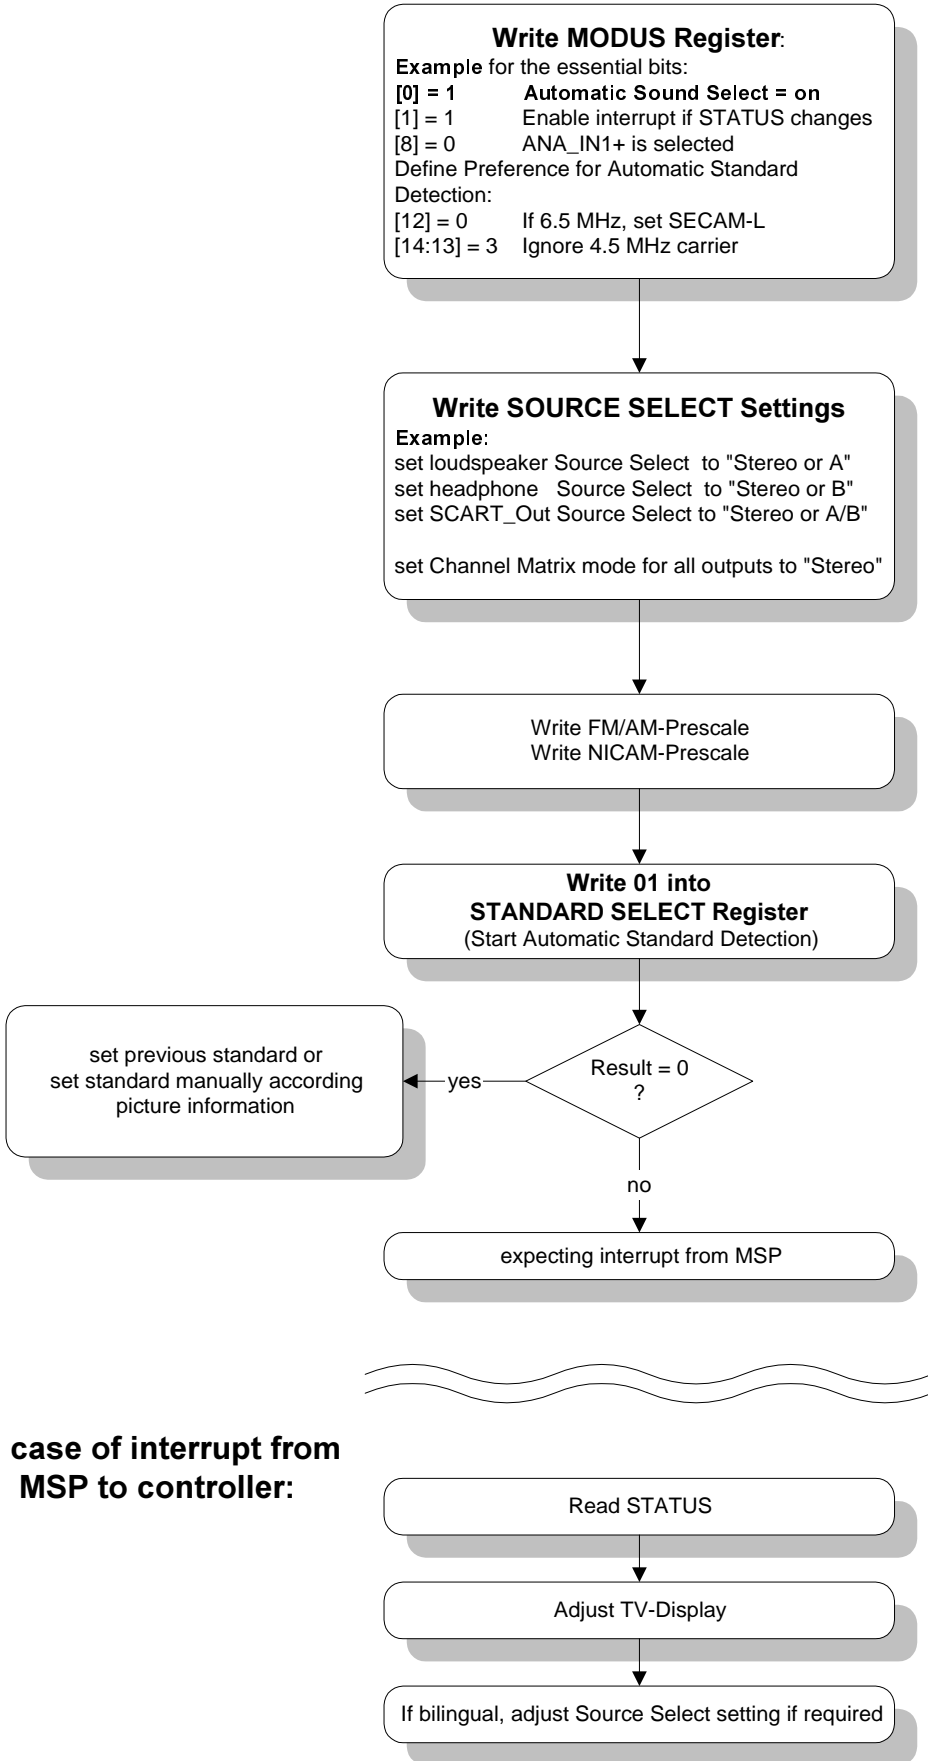 Write MODUS Register:
Example for the essential bits:
[0] = 1 Automatic Sound Select = on
[1] = 1 Enable interrupt if STATUS changes
[8] = 0 ANA_IN1+ is selected
Define Preference for Automatic Standard
Detection:
[12] = 0 If 6.5 MHz, set SECAM-L
[14:13] = 3 Ignore 4.5 MHz carrier
Write SOURCE SELECT Settings
Example:
set loudspeaker Source Select to "Stereo or A"
set headphone Source Select to "Stereo or B"
set SCART_Out Source Select to "Stereo or A/B"
set Channel Matrix mode for all outputs to "Stereo"
Write FM/AM-Prescale
Write NICAM-Prescale
Write 01 into
STANDARD SELECT Register
(Start Automatic Standard Detection)
Result = 0
?
yes
set previous standard or
set standard manually according
picture information
no
expecting interrupt from MSP
case of interrupt from
MSP to controller:
Read STATUS
Adjust TV-Display
If bilingual, adjust Source Select setting if required